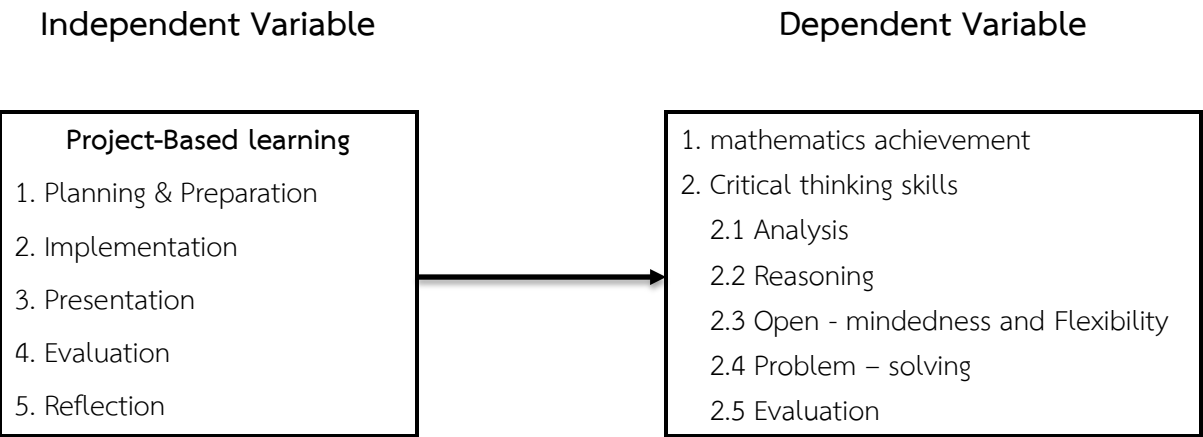 Independent Variable
Dependent Variable
Project-Based learning
1. Planning & Preparation
2. Implementation
3. Presentation
4. Evaluation
5. Reflection
1. mathematics achievement
2. Critical thinking skills
2.1 Analysis
2.2 Reasoning
2.3 Open - mindedness and Flexibility
2.4 Problem – solving
2.5 Evaluation